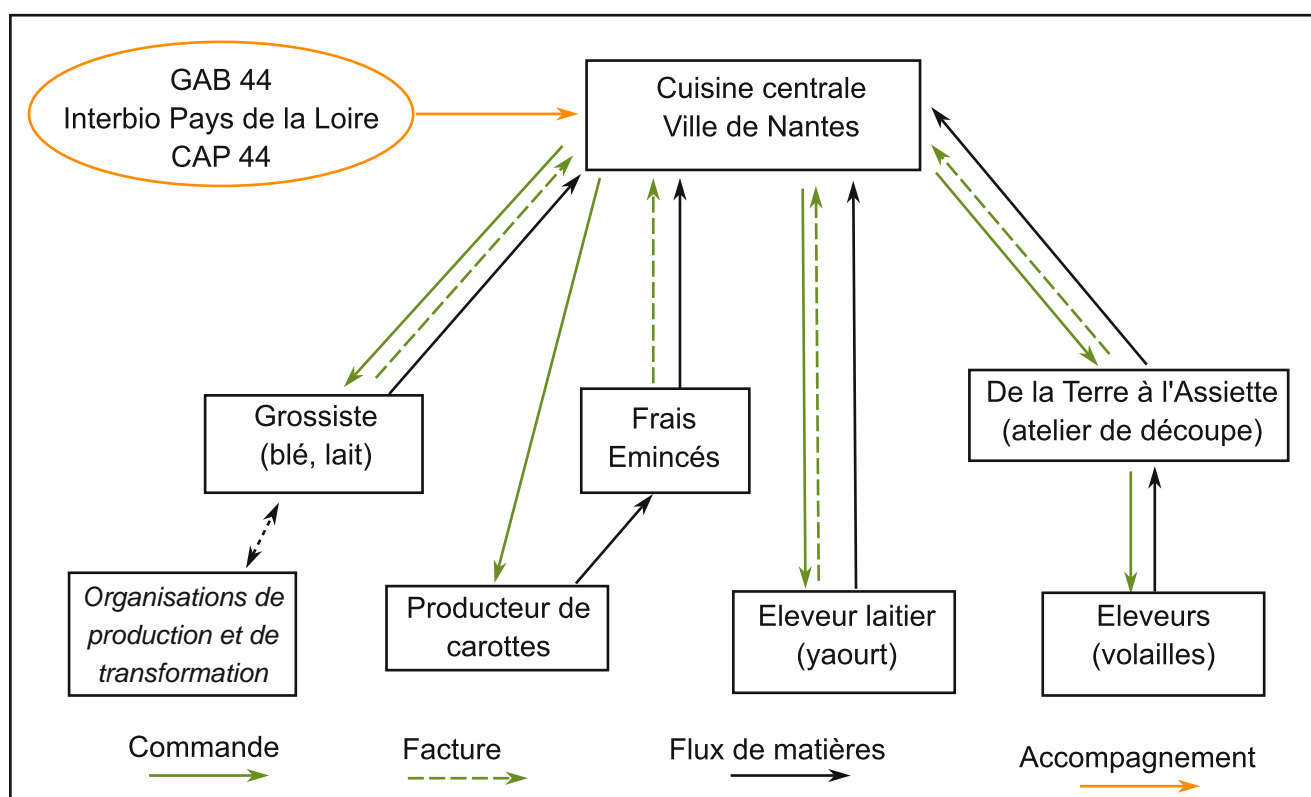 GAB 44
Interbio Pays de la Loire
CAP 44
Cuisine centrale
Ville de Nantes
Grossiste
(blé, lait)
Frais
Emincés
De la Terre à l'Assiette
(atelier de découpe)
Organisations de
production et de
transformation
Producteur de
carottes
Eleveur laitier
(yaourt)
Eleveurs
(volailles)
Commande
Facture
Flux de matières
Accompagnement